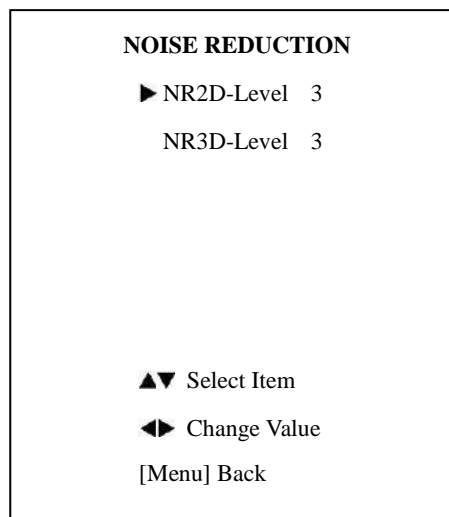 NOISE REDUCTION
▶ NR2D-Level 3
NR3D-Level 3
▲▼ Select Item
◀▶ Change Value
[Menu] Back